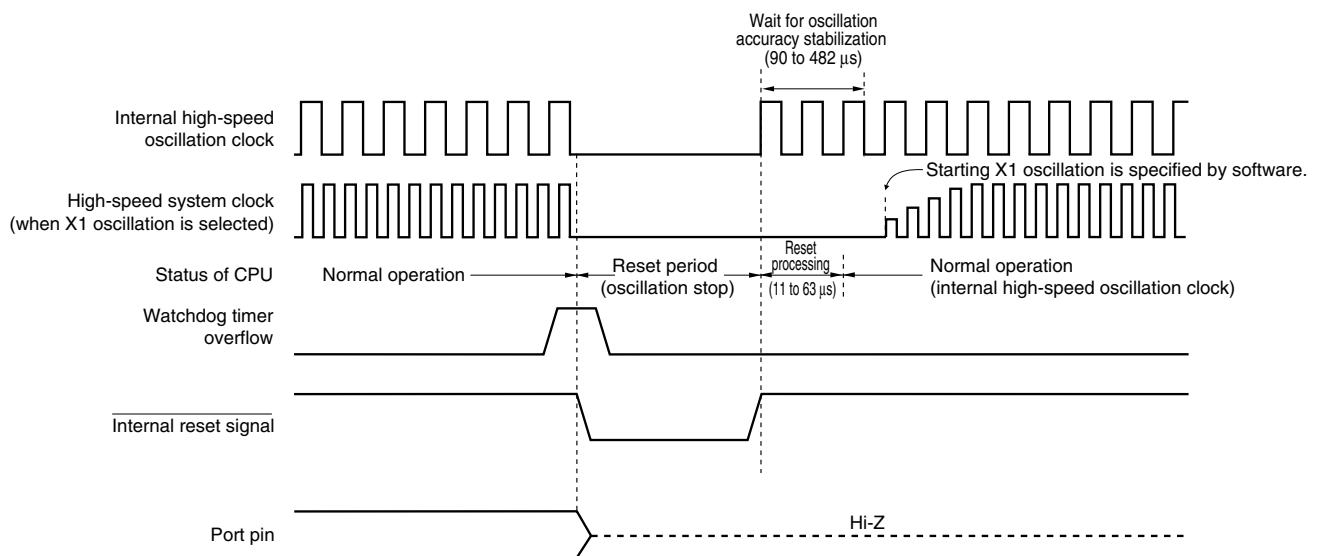 Wait for oscillation
accuracy stabilization
(90 to 482 μs)
Internal high-speed
oscillation clock
Starting X1 oscillation is specified by software.
High-speed system clock
(when X1 oscillation is selected)
Status of CPU
Normal operation
Reset period
(oscillation stop)
Reset
processing
(11 to 63 μs)
Normal operation
(internal high-speed oscillation clock)
Watchdog timer
overflow
Internal reset signal
Port pin
Hi-Z